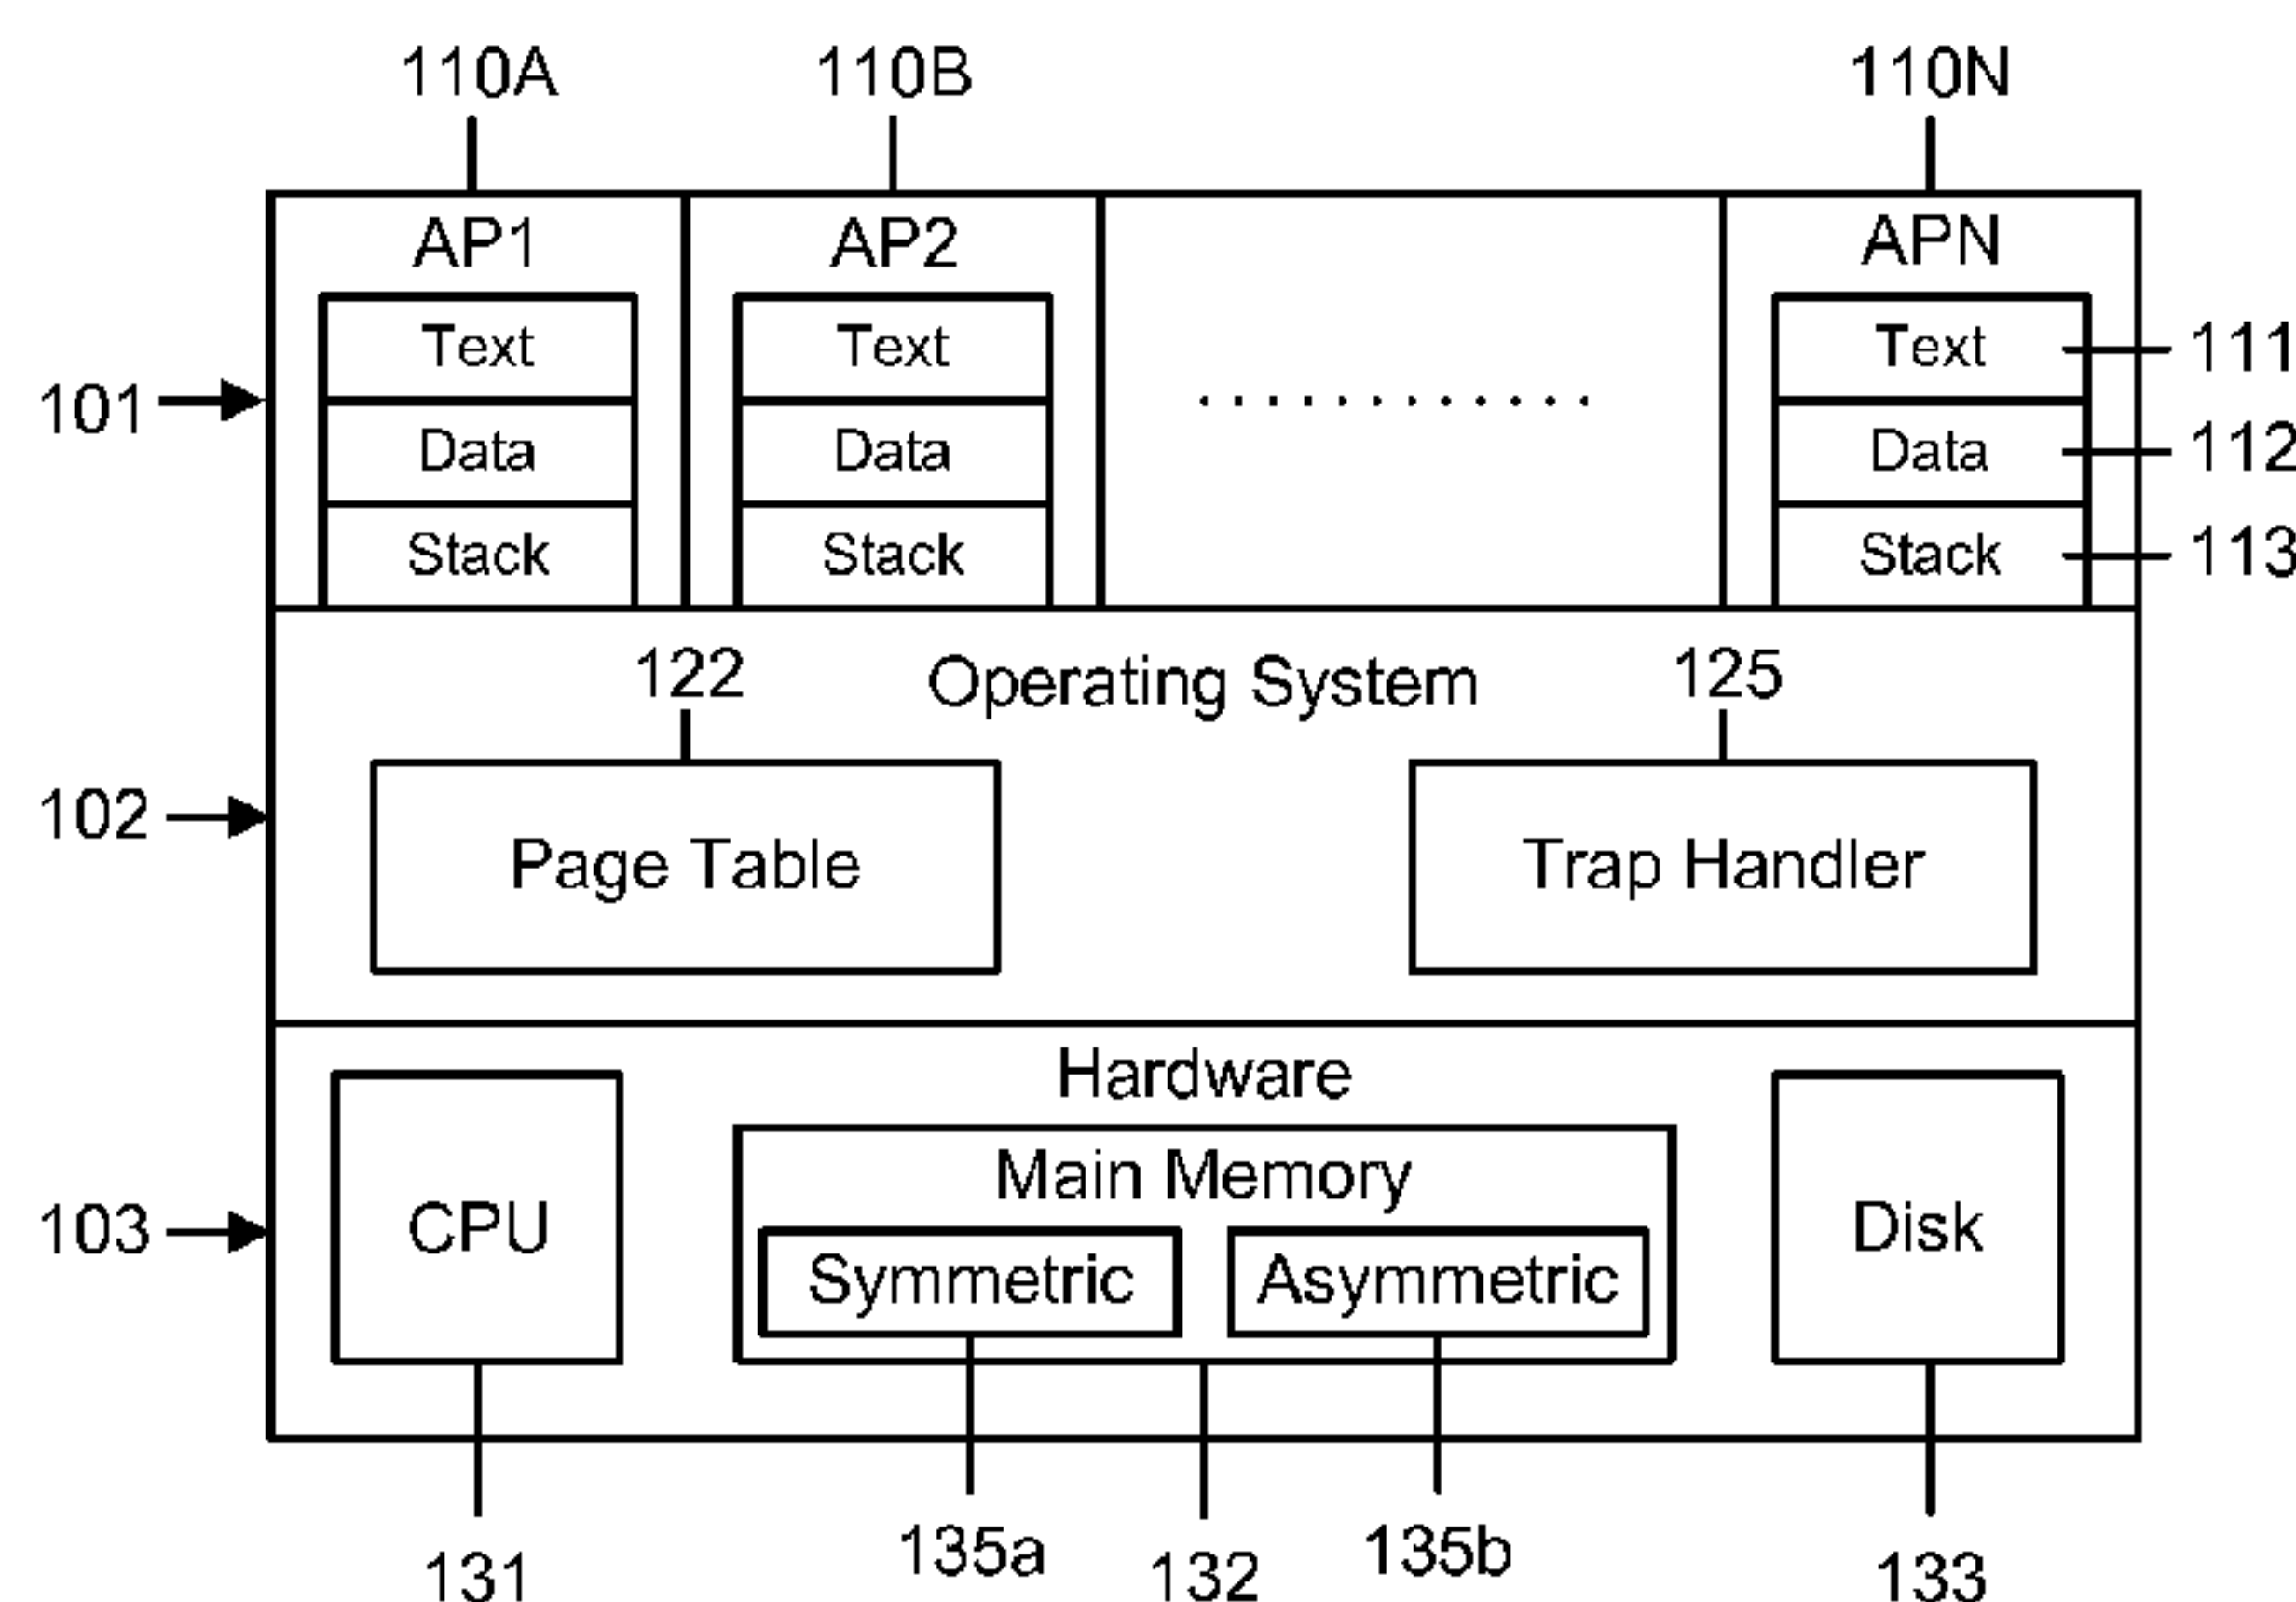 110A 110B 110N
AP1 AP2 APN
Text Text Text 111
101 ............
Data Data Data 112
Stack Stack Stack 113
122 Operating System 125
102
Page Table Trap Handler
Hardware
Main Memory
103 CPU Disk
Symmetric Asymmetric
135a 135b
131 132 133